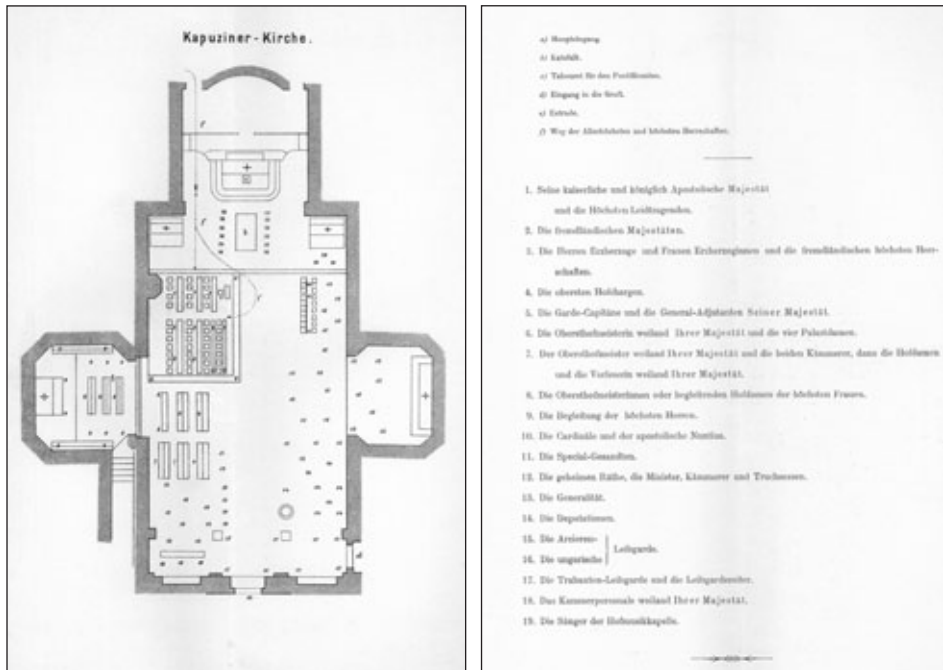 Kapuziner-Kirche.
a) Haupteingang.
b) Katafalk.
c) Tabouret für den Pontificanten.
d) Eingang in die Gruft.
e) Estrade.
f) Weg der Allerhöchsten und höchsten Herrschaften.
1. Seine kaiserliche und königlich Apostolische Majestät
und die Höchsten Leidtragenden.
2. Die fremdländischen Majestäten.
3. Die Herren Erzherzoge und Frauen Erzherzoginnen und die fremdländischen höchsten Herr-
schaften.
4. Die obersten Hofchargen.
5. Die Garde-Capitäne und die General-Adjutanten Seiner Majestät.
6. Die Obersthofmeisterin weiland Ihrer Majestät und die vier Palastdamen.
7. Der Obersthofmeister weiland Ihrer Majestät und die beiden Kämmerer, dann die Hofdamen
und die Vorleserin weiland Ihrer Majestät.
8. Die Obersthofmeisterinnen oder begleitenden Hofdamen der höchsten Frauen.
9. Die Begleitung der höchsten Herren.
10. Die Cardinäle und der apostolische Nuntius.
11. Die Special-Gesandten.
12. Die geheimen Räthe, die Minister, Kämmerer und Truchsessen.
13. Die Generalität.
14. Die Deputationen.
15. Die Arcieren-
Leibgarde.
16. Die ungarische
17. Die Trabanten-Leibgarde und die Leibgardereiter.
18. Das Kammerpersonale weiland Ihrer Majestät.
19. Die Sänger der Hofmusikkapelle.